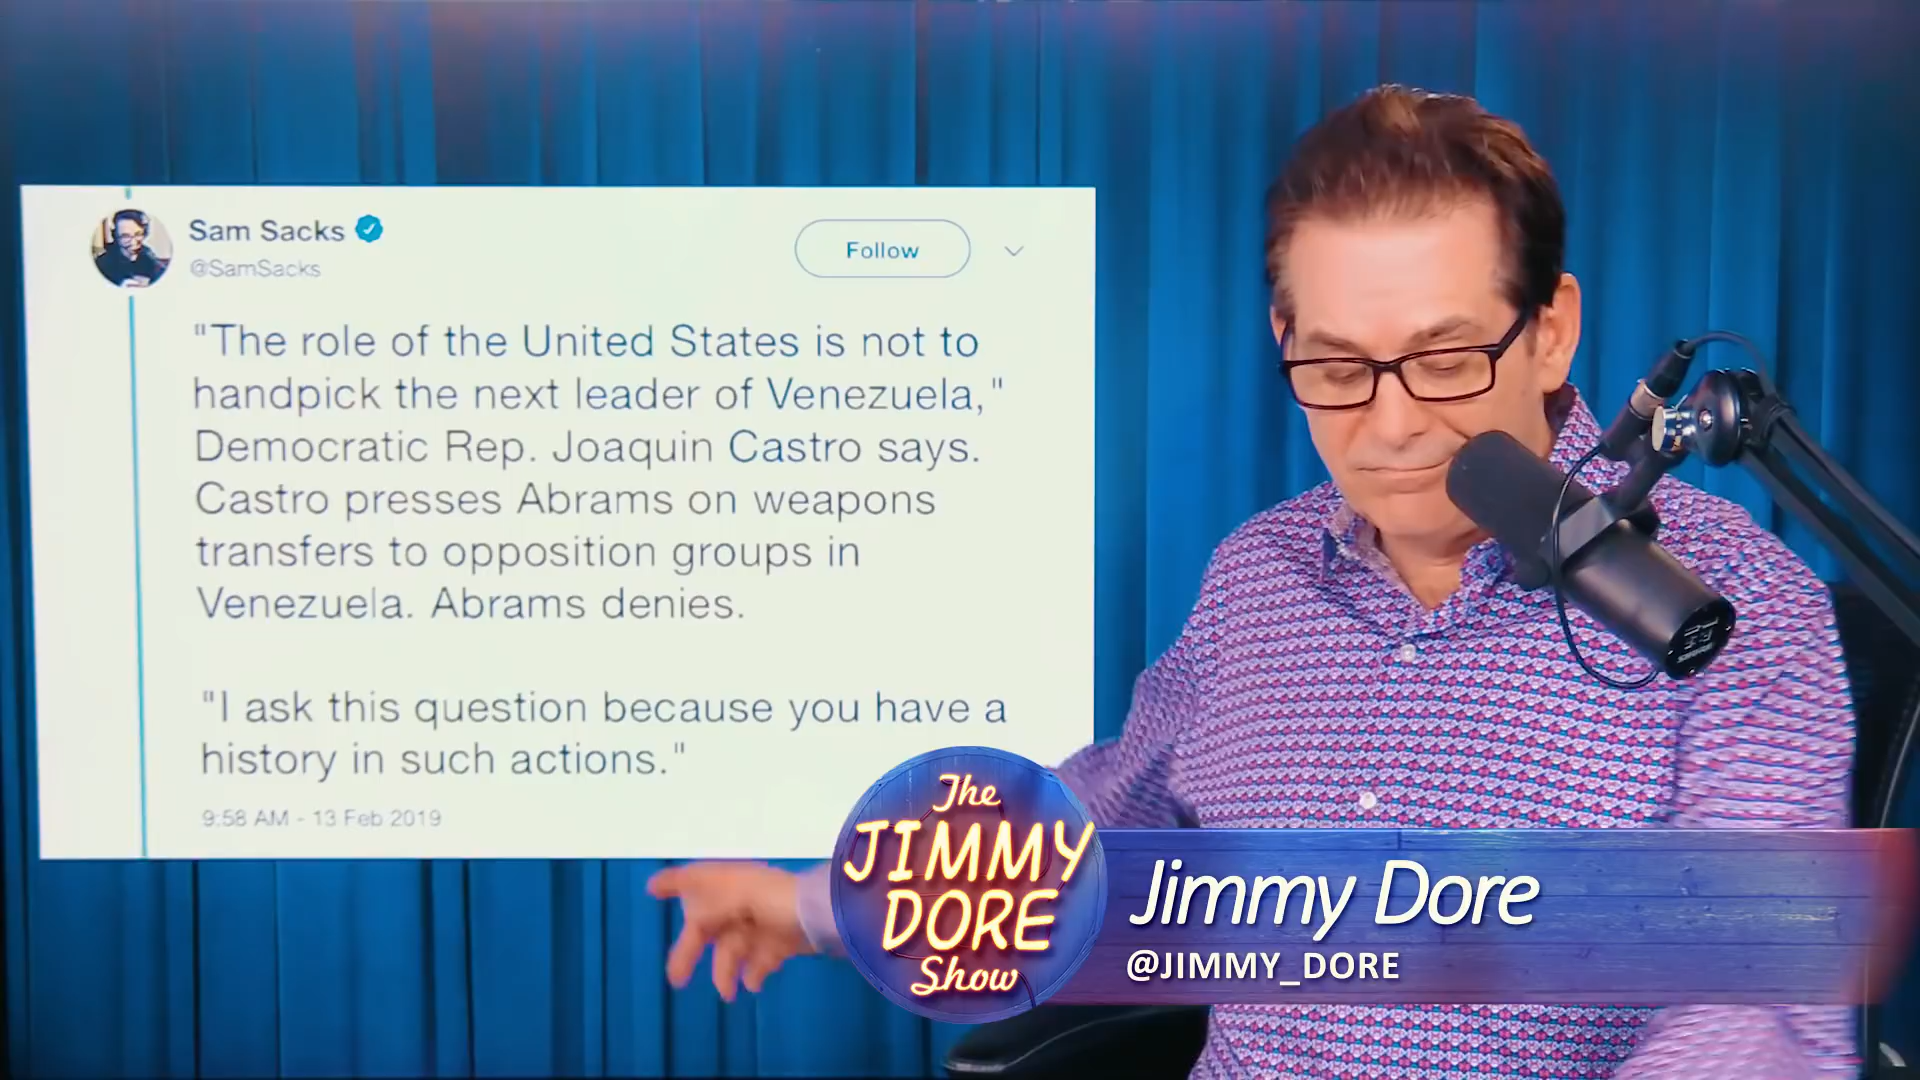 Sam Sacks
@SamSacks
Follow
"The role of the United States is not to
handpick the next leader of Venezuela,"
Democratic Rep. Joaquin Castro says.
Castro presses Abrams on weapons
transfers to opposition groups in
Venezuela. Abrams denies.
"I ask this question because you have a
history in such actions."
9:58 AM - 13 Feb 2019
The
JIMMY
DORE
Show
Jimmy Dore
@JIMMY_DORE